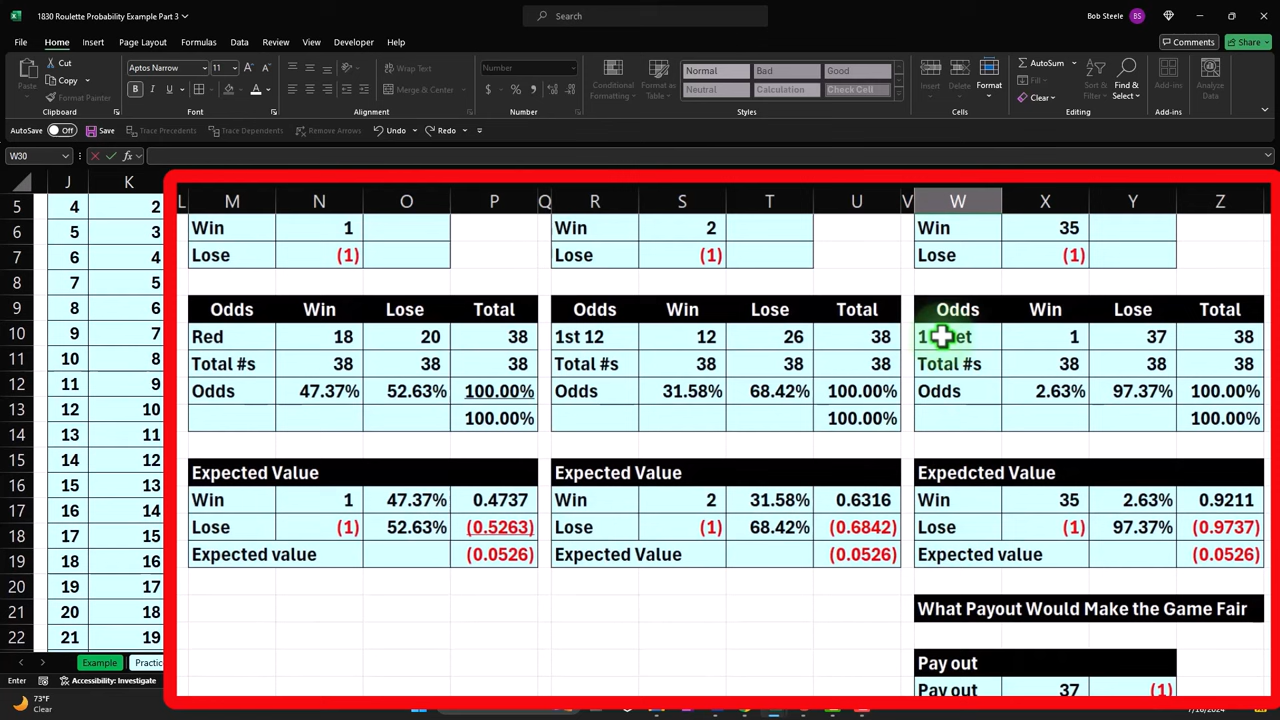 1830 Roulette Probability Example Part 3
Search
Bob Steele BS
File Home Insert Page Layout Formulas Data Review View Developer Help
Comments Share
Paste Cut Copy Format Painter
Aptos Narrow 11
B I U A
Wrap Text Merge & Center
Number
$ %
Conditional Formatting Format as Table
Normal Bad Good
Neutral Calculation Check Cell
Insert Delete Format
AutoSum Fill Clear
Sort & Filter Find & Select
Add-ins Analyze Data
Clipboard Font Alignment Number Styles Cells Editing Add-ins
AutoSave Off Save Trace Precedents Trace Dependents Remove Arrows Undo Redo
W30 fx
J K L M N O P Q R S T U V W X Y Z
5 4 2
6 5 3 Win 1 Win 2 Win 35
7 6 4 Lose (1) Lose (1) Lose (1)
8 7 5
9 8 6 Odds Win Lose Total Odds Win Lose Total Odds Win Lose Total
10 9 7 Red 18 20 38 1st 12 12 26 38 1 37 38
11 10 8 Total #s 38 38 38 Total #s 38 38 38 Total #s 38 38 38
12 11 9 Odds 47.37% 52.63% 100.00% Odds 31.58% 68.42% 100.00% Odds 2.63% 97.37% 100.00%
13 12 10 100.00% 100.00% 100.00%
14 13 11
15 14 12 Expected Value Expected Value Expedcted Value
16 15 13 Win 1 47.37% 0.4737 Win 2 31.58% 0.6316 Win 35 2.63% 0.9211
17 16 14 Lose (1) 52.63% (0.5263) Lose (1) 68.42% (0.6842) Lose (1) 97.37% (0.9737)
18 17 15 Expected value (0.0526) Expected Value (0.0526) Expected value (0.0526)
19 18 16
20 19 17 What Payout Would Make the Game Fair
21 20 18
22 21 19 Pay out
Pay out 37 (1)
Example
Enter Accessibility: Investigate
73°F
Clear